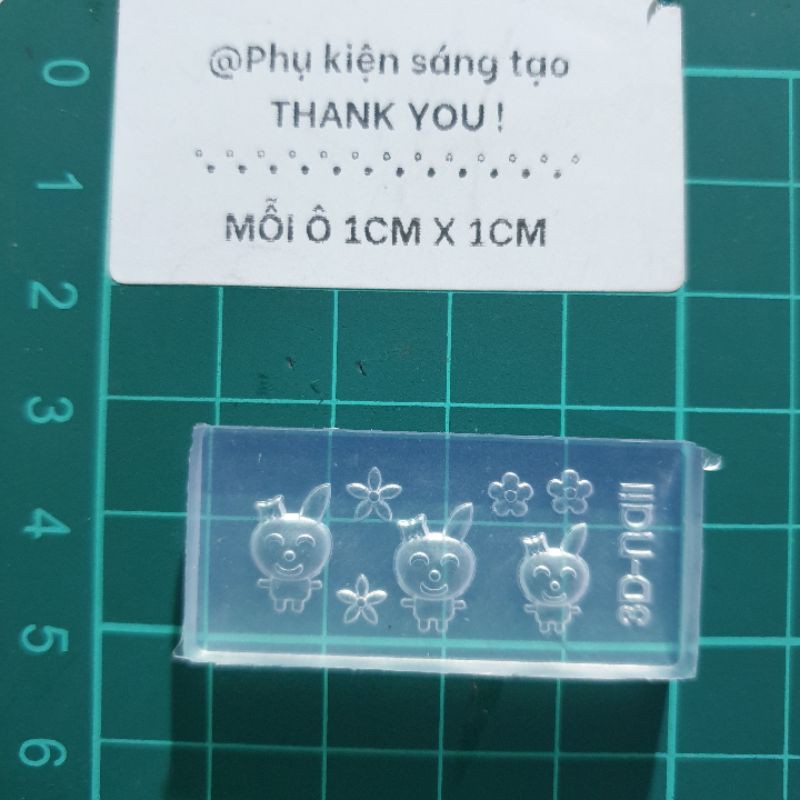 @Phụ kiện sáng tạo
THANK YOU !
MỖI Ô 1CM X 1CM
0
1
2
3
4
5
6
3D-nail